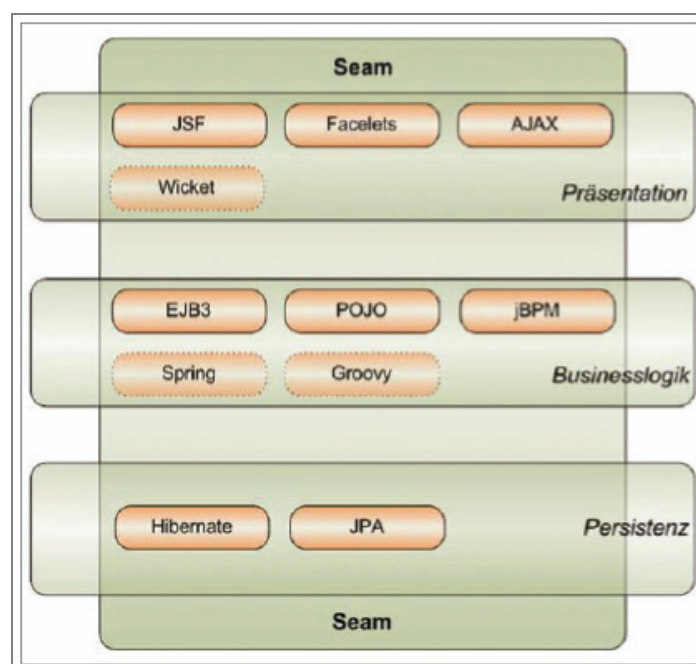 Seam
JSF Facelets AJAX
Wicket
Präsentation
EJB3 POJO jBPM
Spring Groovy
Businesslogik
Hibernate JPA
Persistenz
Seam